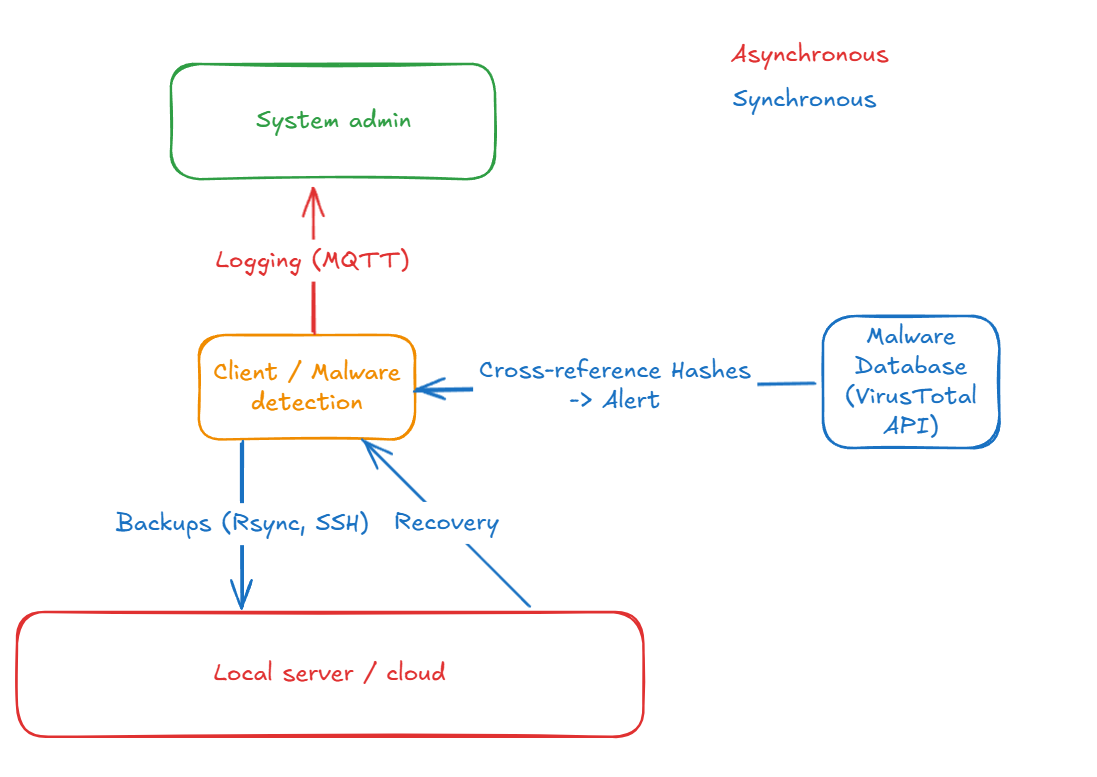 Asynchronous
Synchronous
System admin
Logging (MQTT)
Client / Malware
detection
Cross-reference Hashes
-> Alert
Malware
Database
(VirusTotal
API)
Backups (Rsync, SSH)
Recovery
Local server / cloud